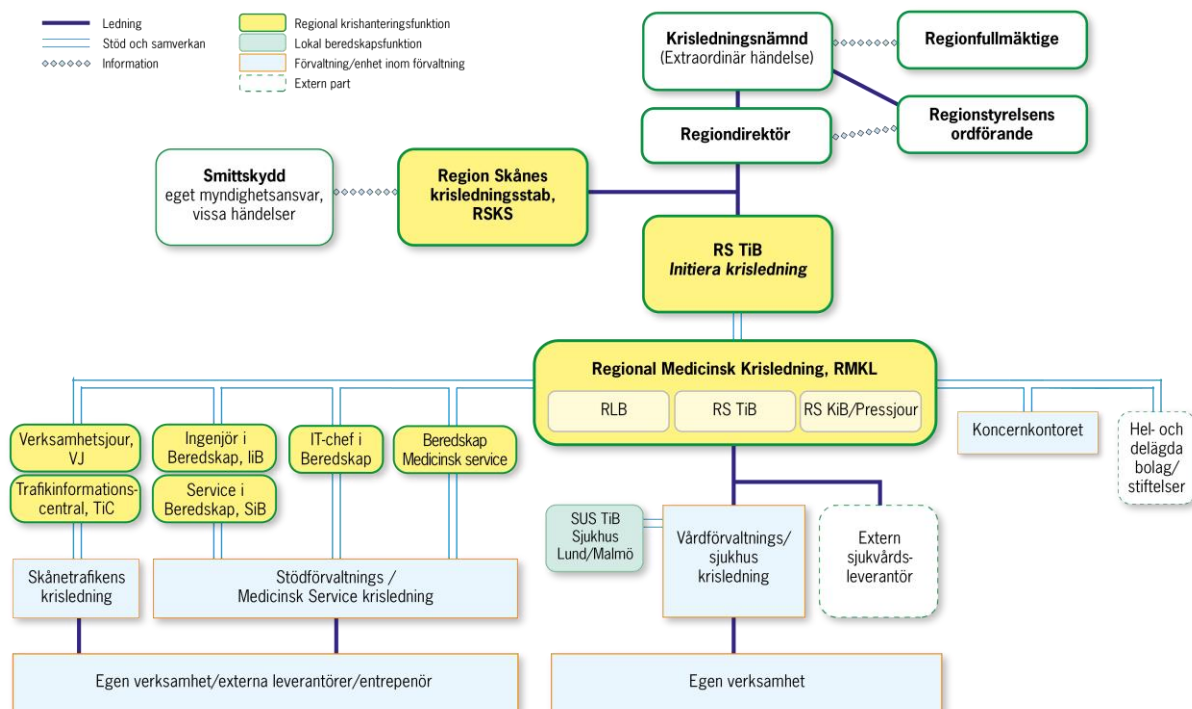 Ledning
Stöd och samverkan
Information
Regional krishanteringsfunktion
Lokal beredskapsfunktion
Förvaltning/enhet inom förvaltning
Extern part
Krisledningsnämnd
(Extraordinär händelse)
Regionfullmäktige
Regiondirektör
Regionstyrelsens
ordförande
Smittskydd
eget myndighetsansvar,
vissa händelser
Region Skånes
krisledningsstab,
RSKS
RS TiB
Initiera krisledning
Regional Medicinsk Krisledning, RMKL
RLB
RS TiB
RS KiB/Pressjour
Verksamhetsjour,
VJ
Trafikinformations-
central, TiC
Ingenjör i
Beredskap, IiB
Service i
Beredskap, SiB
IT-chef i
Beredskap
Beredskap
Medicinsk service
Koncernkontoret
Hel- och
delägda
bolag/
stiftelser
SUS TiB
Sjukhus
Lund/Malmö
Vårdförvaltnings/
sjukhus
krisledning
Extern
sjukvårds-
leverantör
Skånetrafikens
krisledning
Stödförvaltnings /
Medicinsk Service krisledning
Egen verksamhet/externa leverantörer/entrepenör
Egen verksamhet